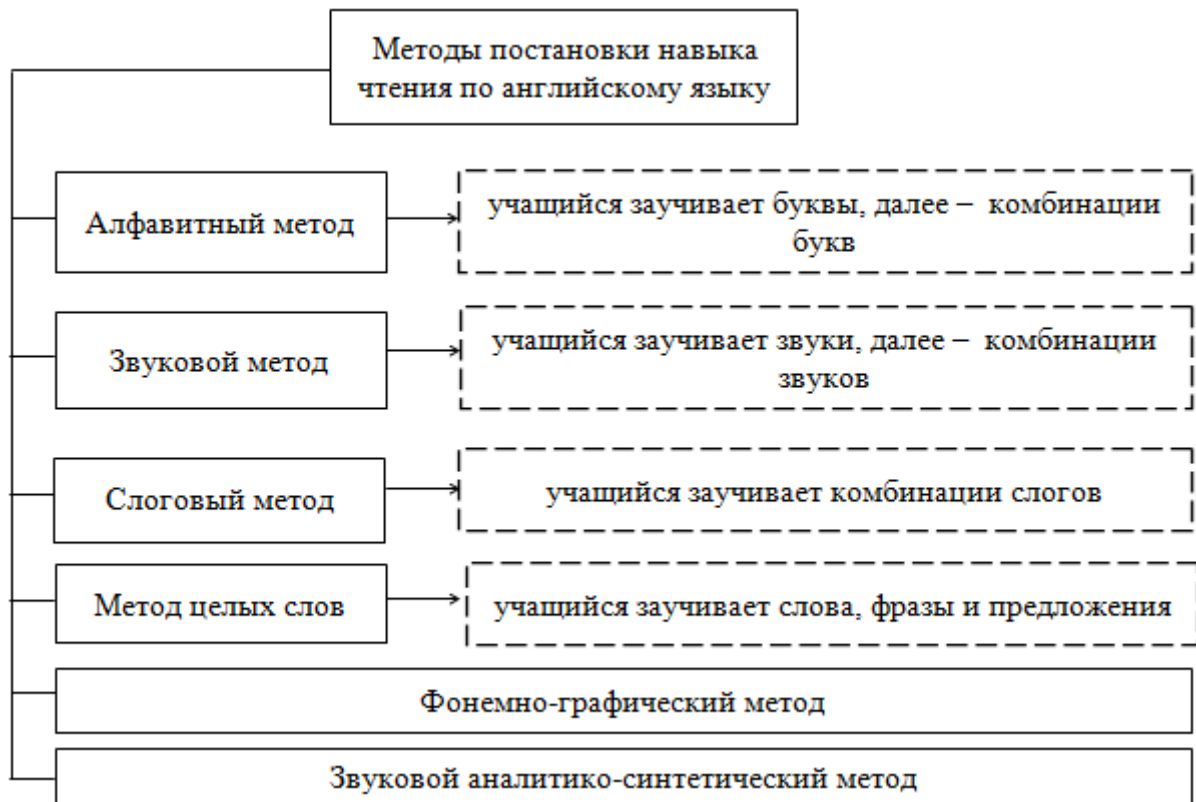 Методы постановки навыка
чтения по английскому языку
Алфавитный метод
учащийся заучивает буквы, далее – комбинации
букв
Звуковой метод
учащийся заучивает звуки, далее – комбинации
звуков
Слоговый метод
учащийся заучивает комбинации слогов
Метод целых слов
учащийся заучивает слова, фразы и предложения
Фонемно-графический метод
Звуковой аналитико-синтетический метод